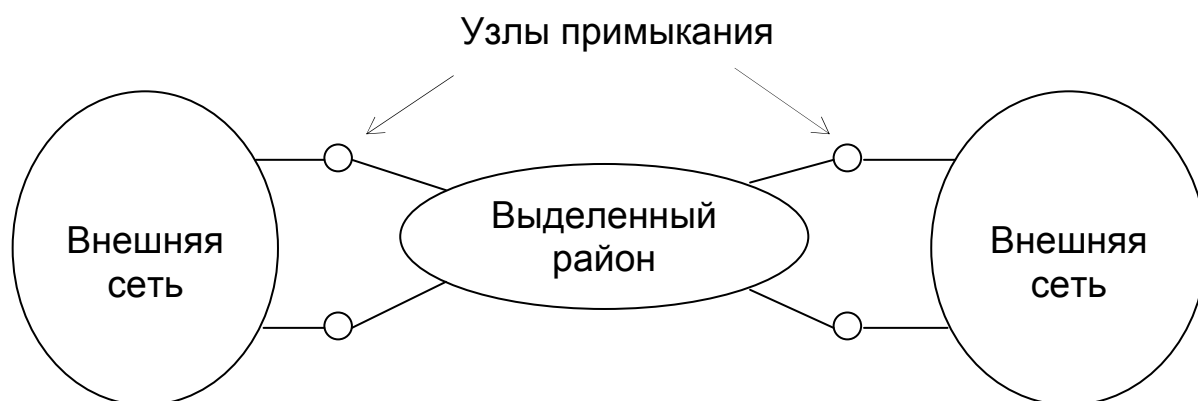 Узлы примыкания
Внешняя
сеть
Выделенный
район
Внешняя
сеть